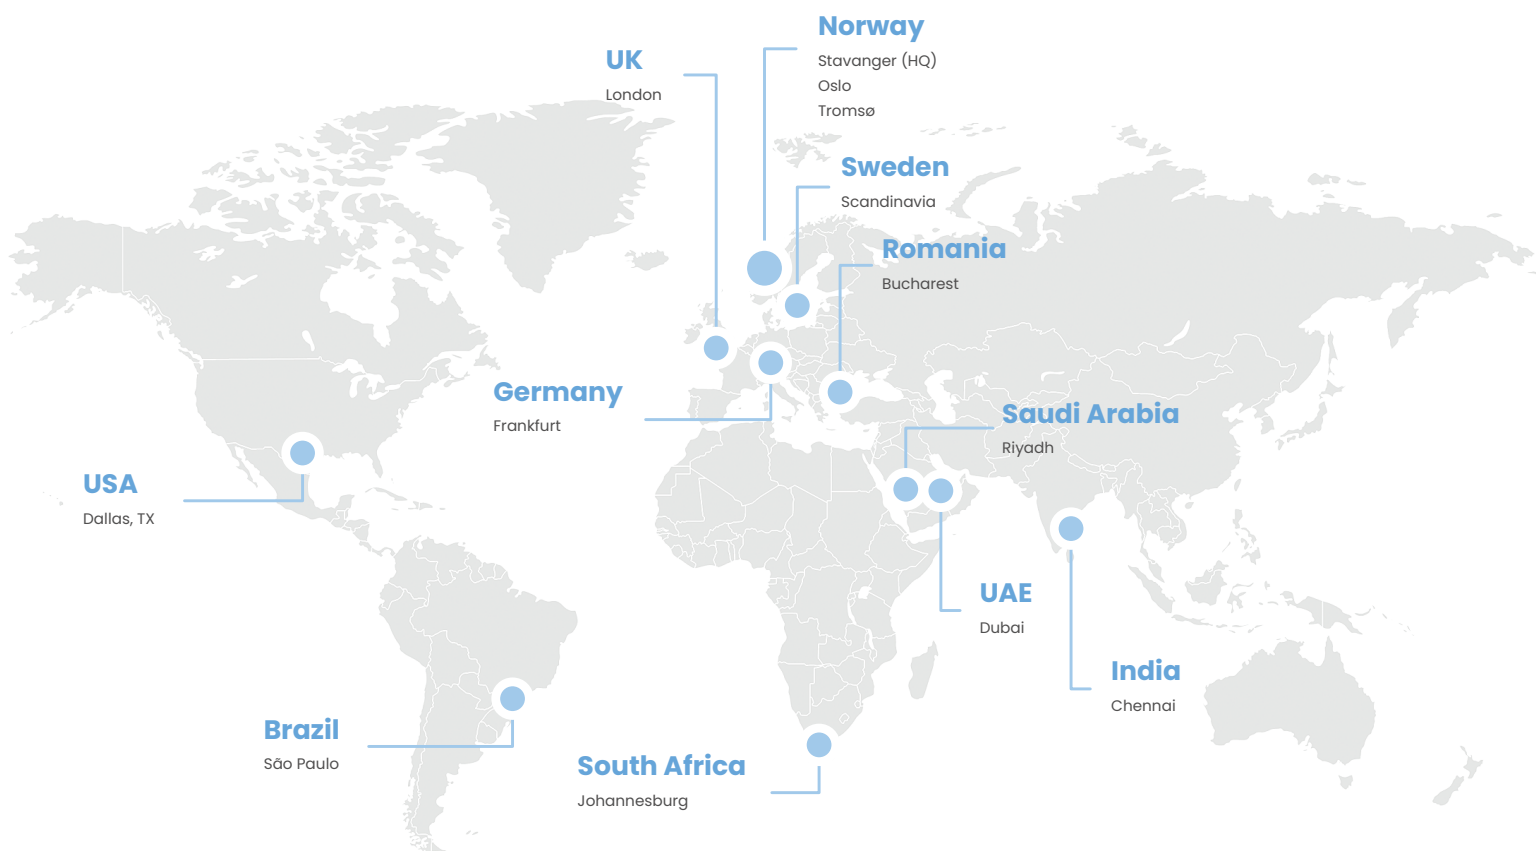 Norway
Stavanger (HQ)
Oslo
Tromsø
UK
London
Sweden
Scandinavia
Romania
Bucharest
Germany
Frankfurt
Saudi Arabia
Riyadh
USA
Dallas, TX
UAE
Dubai
India
Chennai
Brazil
São Paulo
South Africa
Johannesburg